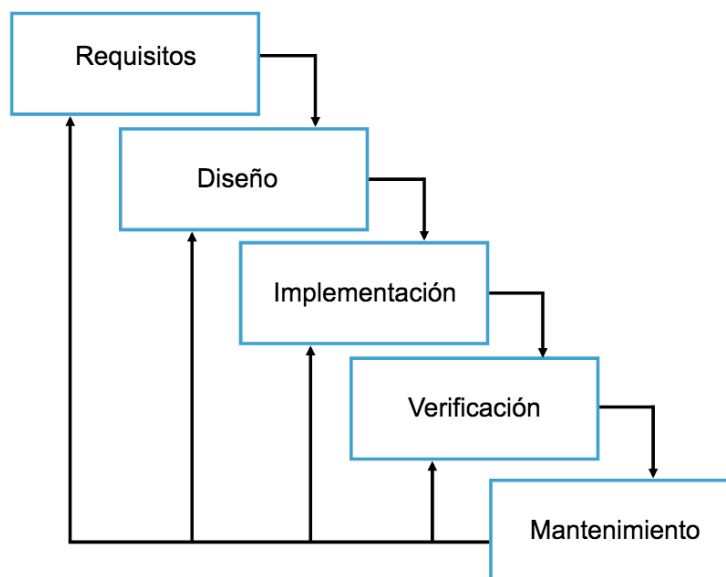 Requisitos
Diseño
Implementación
Verificación
Mantenimiento